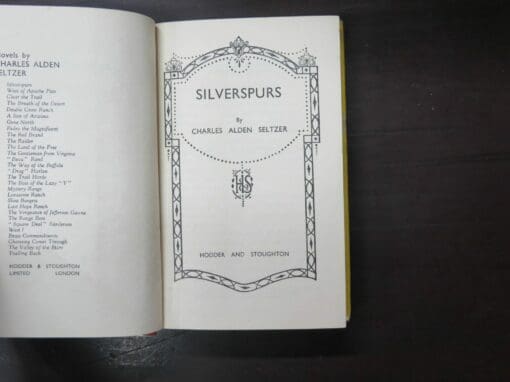 Novels by
CHARLES ALDEN
SELTZER
Silverspurs
West of Apache Pass
Clear the Trail
The Breath of the Desert
Double Cross Ranch
A Son of Arizona
Gone North
Pedro the Magnificent
The Red Brand
The Raider
The Land of the Free
The Gentleman from Virginia
"Beau" Rand
The Way of the Buffalo
"Drag" Harlan
The Trail Horde
The Boss of the Lazy "Y"
Mystery Range
Lonesome Ranch
Slow Burgess
Last Hope Ranch
The Vengeance of Jefferson Gawne
The Range Boss
"Square Deal" Sanderson
West!
Brass Commandments
Channing Comes Through
The Valley of the Stars
Trailing Back
HODDER & STOUGHTON
LIMITED LONDON
SILVERSPURS
By
CHARLES ALDEN SELTZER
HS
HODDER AND STOUGHTON